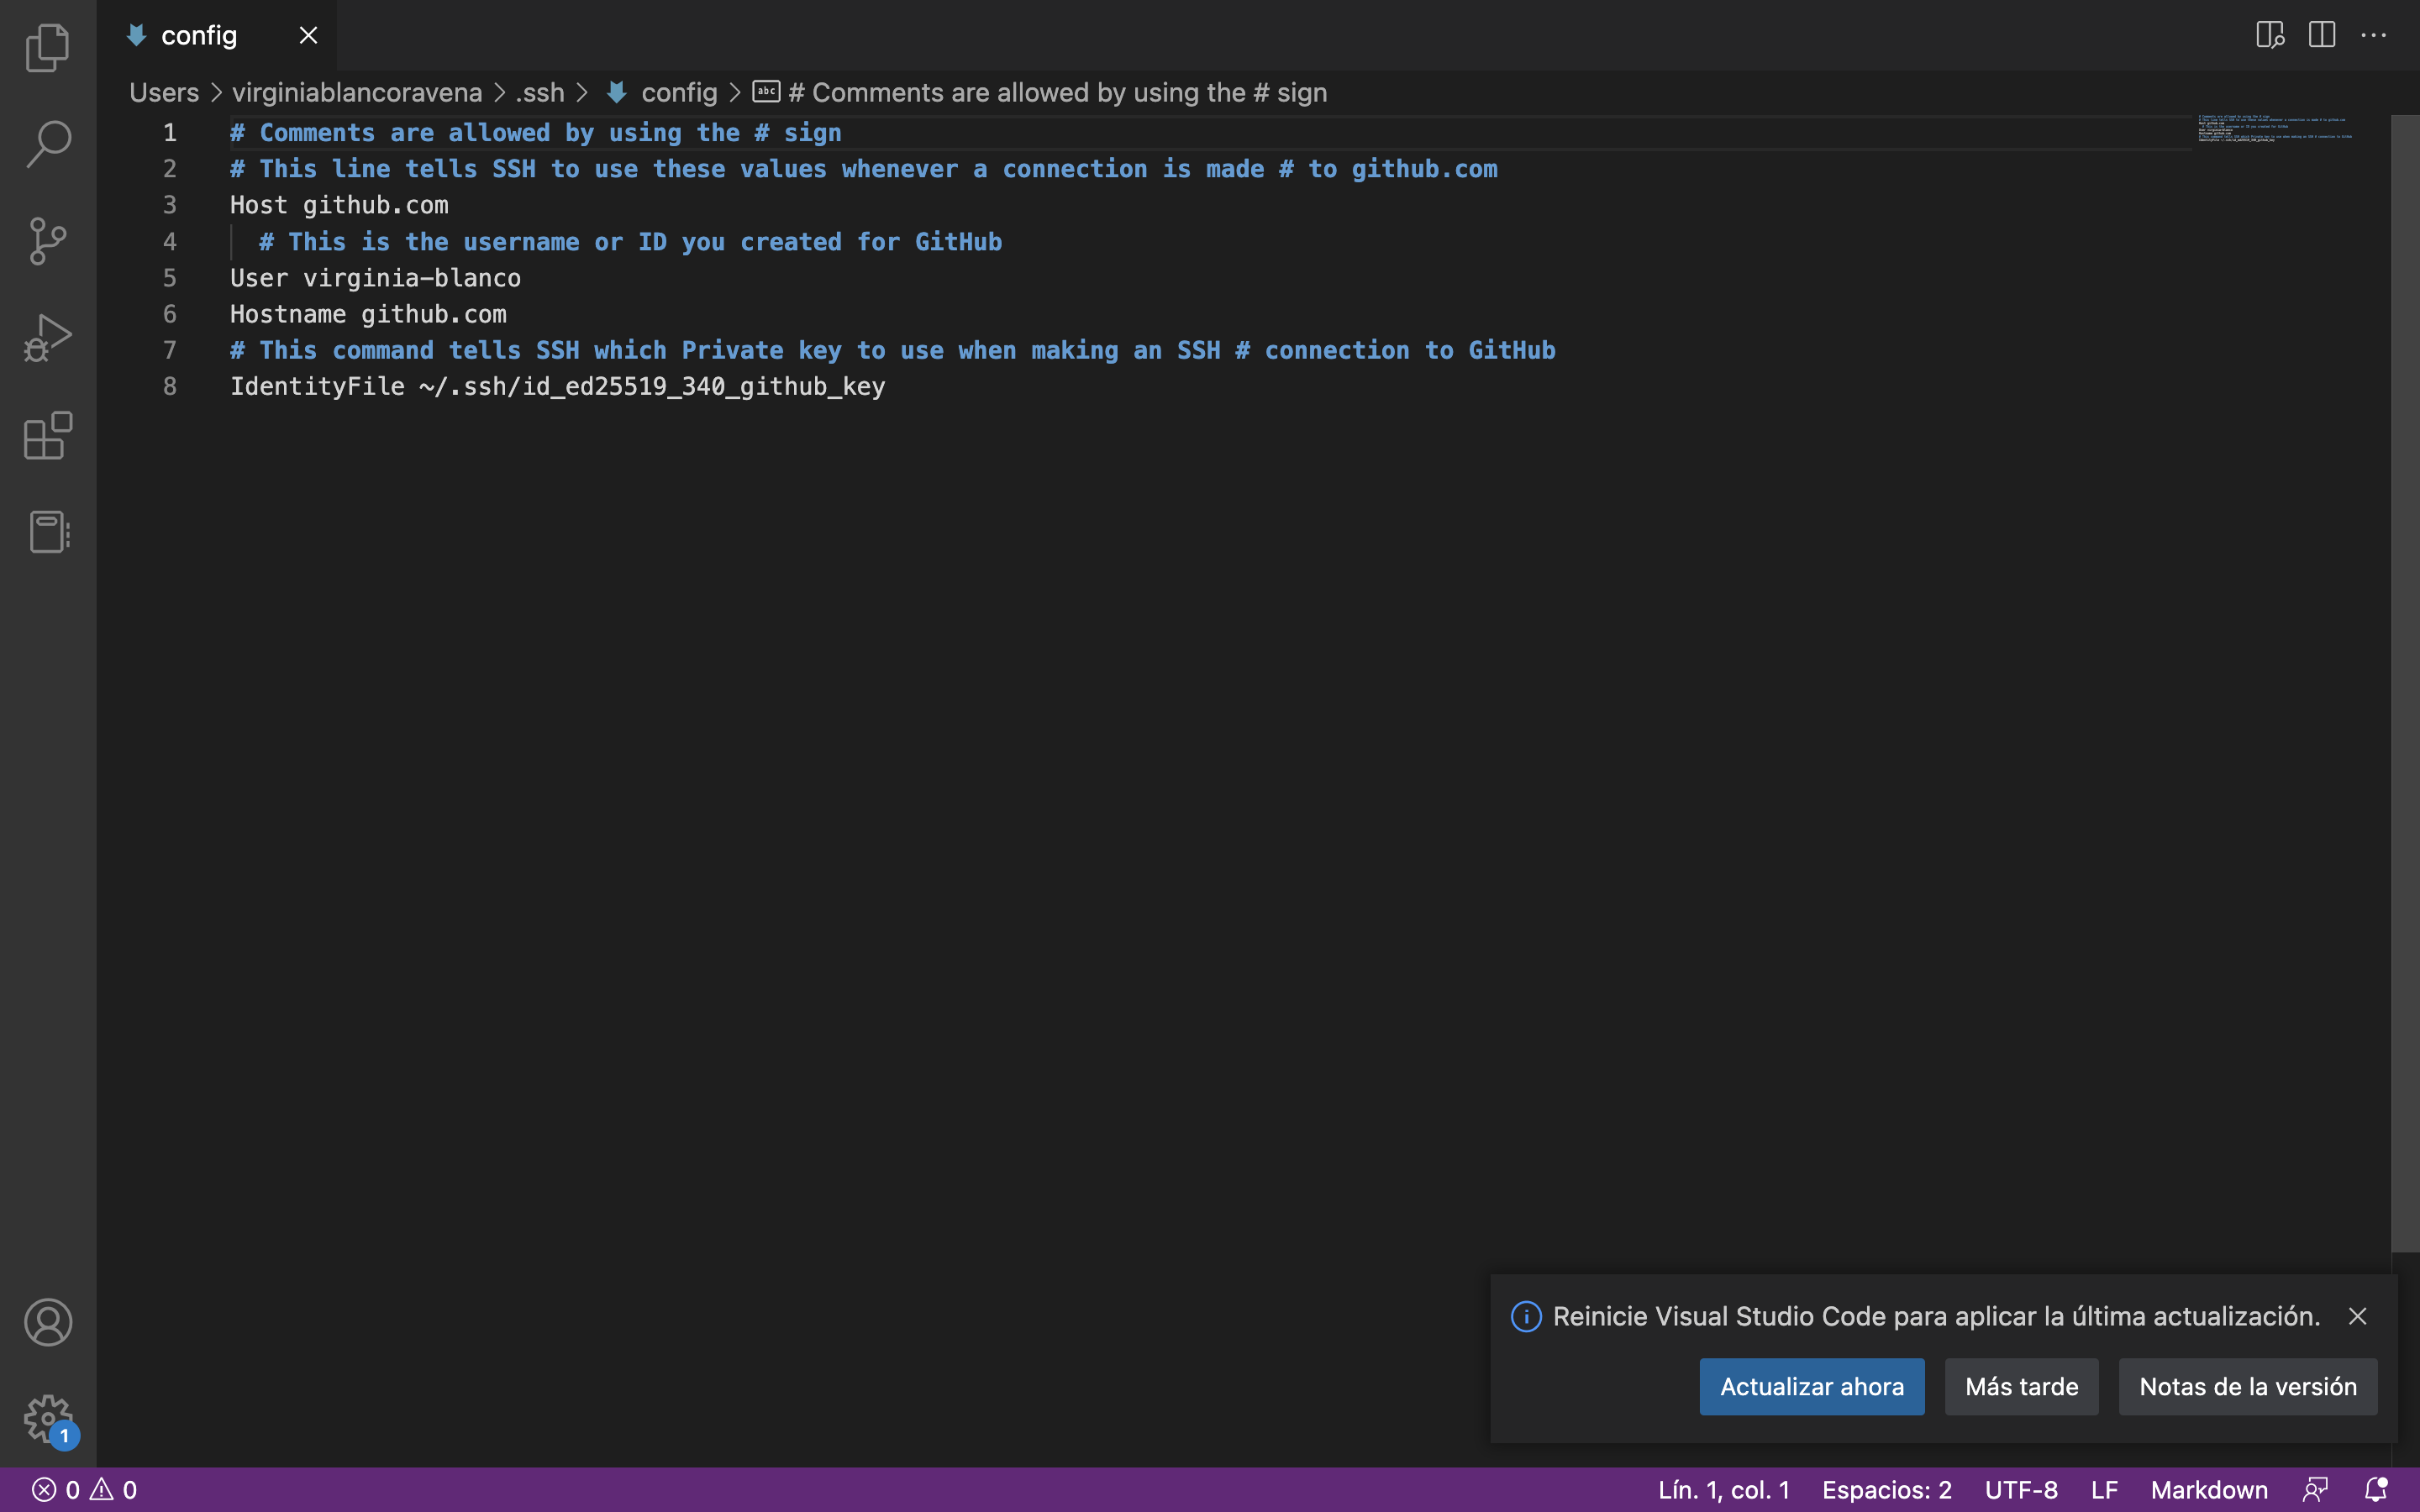 config
Users > virginiablancoravena > .ssh > config > abc # Comments are allowed by using the # sign
1 # Comments are allowed by using the # sign
2 # This line tells SSH to use these values whenever a connection is made # to github.com
3 Host github.com
4 # This is the username or ID you created for GitHub
5 User virginia-blanco
6 Hostname github.com
7 # This command tells SSH which Private key to use when making an SSH # connection to GitHub
8 IdentityFile ~/.ssh/id_ed25519_340_github_key
Reinicie Visual Studio Code para aplicar la última actualización.
Actualizar ahora Más tarde Notas de la versión
1
0 0 Lín. 1, col. 1 Espacios: 2 UTF-8 LF Markdown